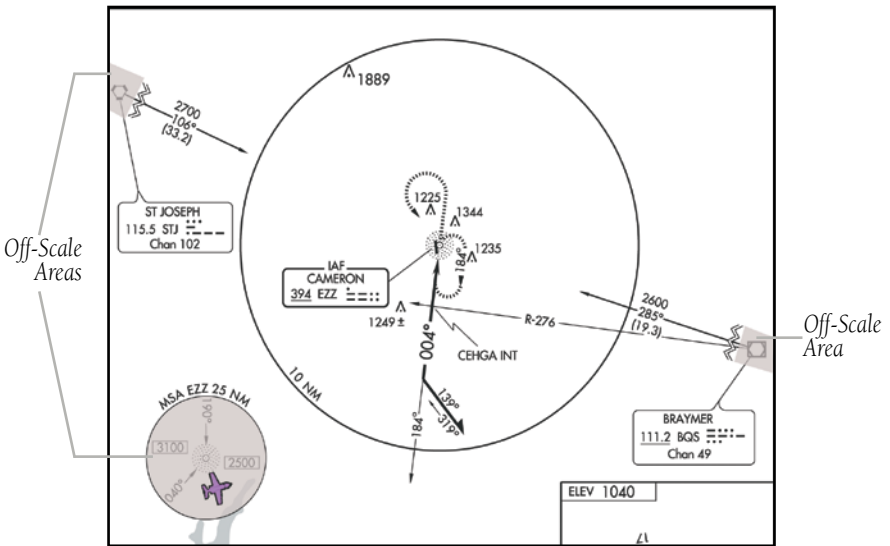 1889
2700
106°
(33.2)
ST JOSEPH
115.5 STJ
Chan 102
Off-Scale
Areas
1225
1344
1235
184°
IAF
CAMERON
394 EZZ
1249 ±
004°
CEHGA INT
R-276
2600
285°
(19.3)
Off-Scale
Area
10 NM
139°
319°
184°
BRAYMER
111.2 BQS
Chan 49
MSA EZZ 25 NM
190°
3100
2500
040°
ELEV 1040
17